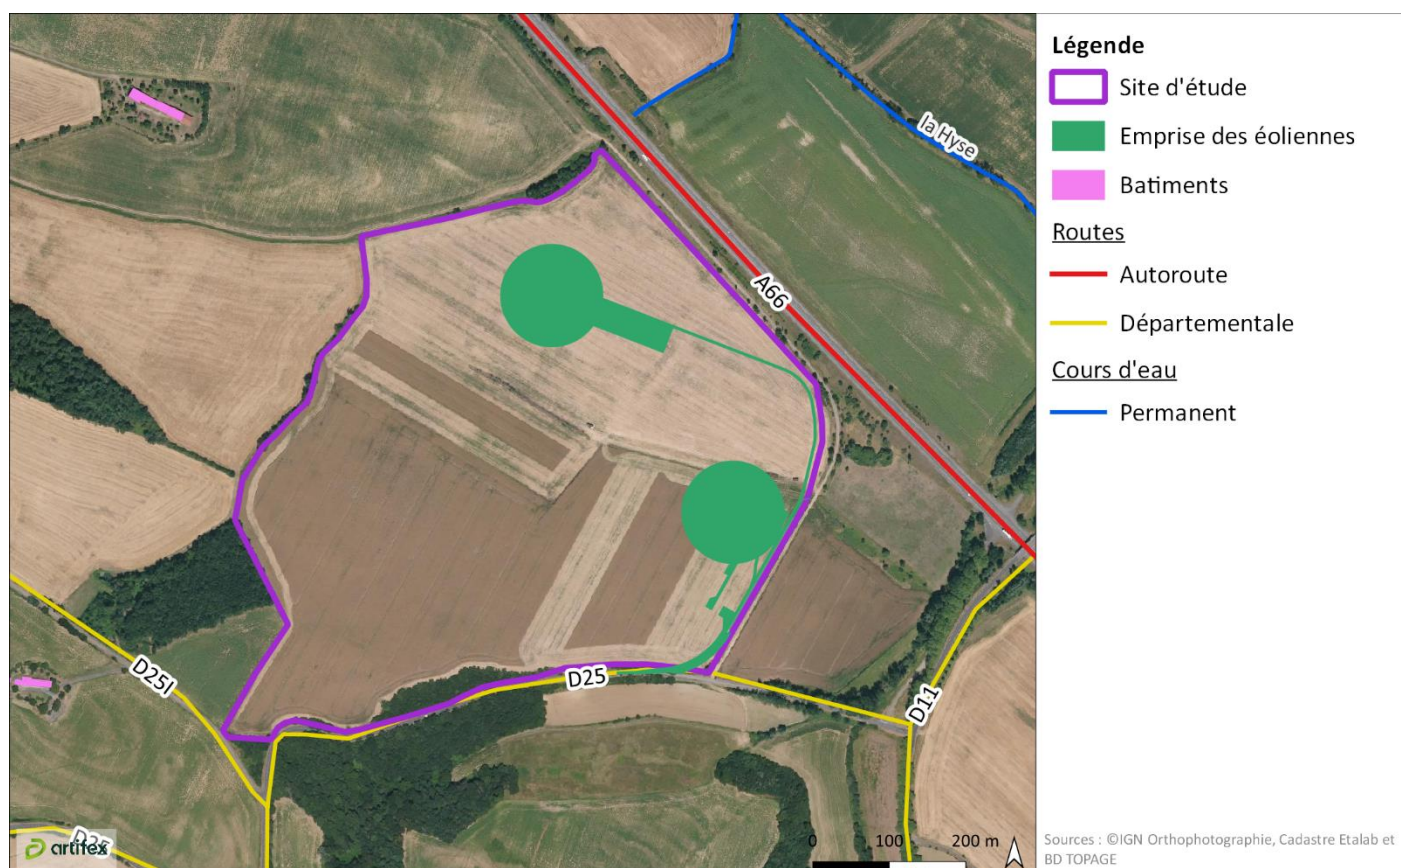 la Hyse
A66
D25I
D25
D11
D25
artifex
0 100 200 m
Légende
Site d'étude
Emprise des éoliennes
Batiments
Routes
Autoroute
Départementale
Cours d'eau
Permanent
Sources : ©IGN Orthophotographie, Cadastre Etalab et
BD TOPAGE